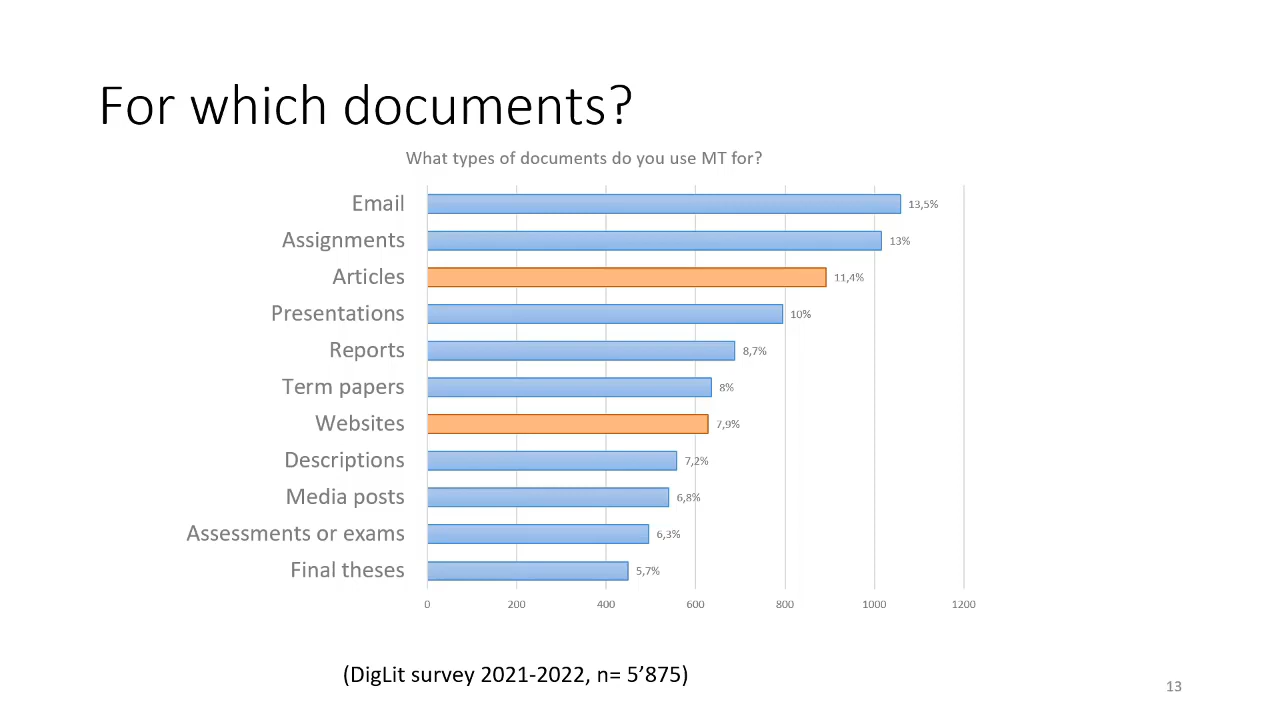 For which documents?
What types of documents do you use MT for?
Email 13,5%
Assignments 13%
Articles 11,4%
Presentations 10%
Reports 8,7%
Term papers 8%
Websites 7,9%
Descriptions 7,2%
Media posts 6,8%
Assessments or exams 6,3%
Final theses 5,7%
0 200 400 600 800 1000 1200
(DigLit survey 2021-2022, n= 5’875)
13